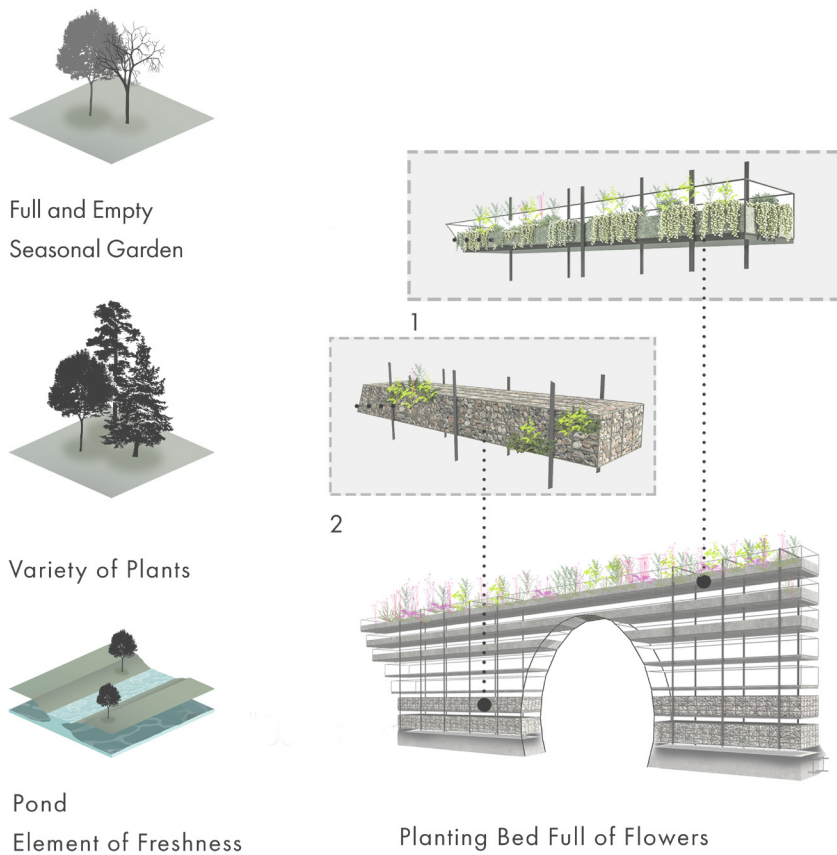 Full and Empty
Seasonal Garden
Variety of Plants
Pond
Element of Freshness
1
2
Planting Bed Full of Flowers